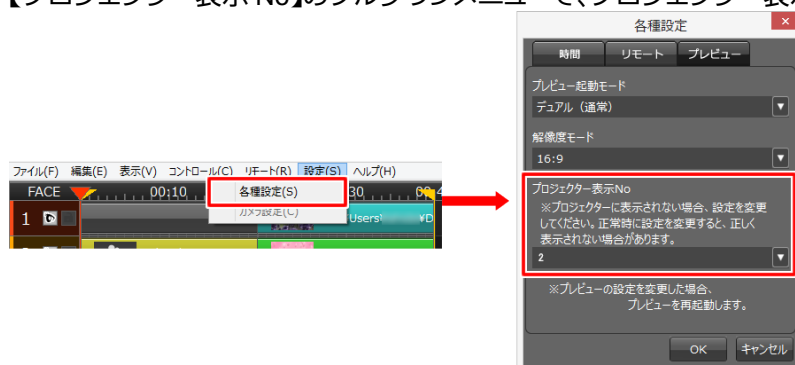 【プロジェクター表示No】のプルダウンメニューで、プロジェクター表
各種設定
時間 リモート プレビュー
プレビュー起動モード
デュアル（通常）
解像度モード
16:9
ファイル(F) 編集(E) 表示(V) コントロール(C) リモート(R) 設定(S) ヘルプ(H)
FACE 00:10 30
各種設定(S)
カメラ設定(C)
1 Users ¥D
プロジェクター表示No
※プロジェクターに表示されない場合、設定を変更
してください。正常時に設定を変更すると、正しく
表示されない場合があります。
2
※プレビューの設定を変更した場合、
プレビューを再起動します。
OK キャンセル